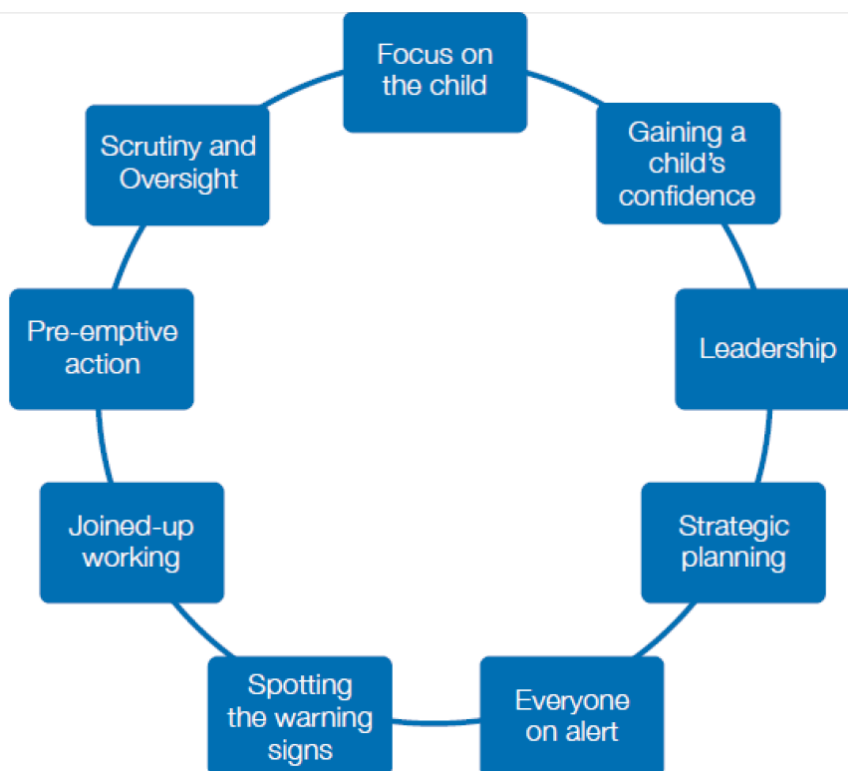 Focus on
the child
Gaining a
child's
confidence
Leadership
Strategic
planning
Everyone
on alert
Spotting
the warning
signs
Joined-up
working
Pre-emptive
action
Scrutiny and
Oversight